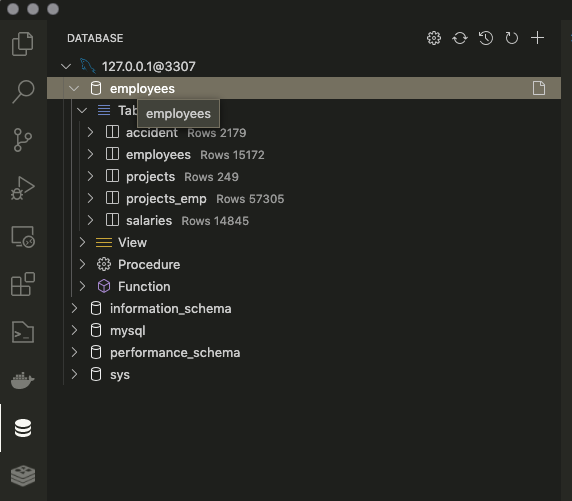 DATABASE
127.0.0.1@3307
employees
Tab
employees
accident Rows 2179
employees Rows 15172
projects Rows 249
projects_emp Rows 57305
salaries Rows 14845
View
Procedure
Function
information_schema
mysql
performance_schema
sys